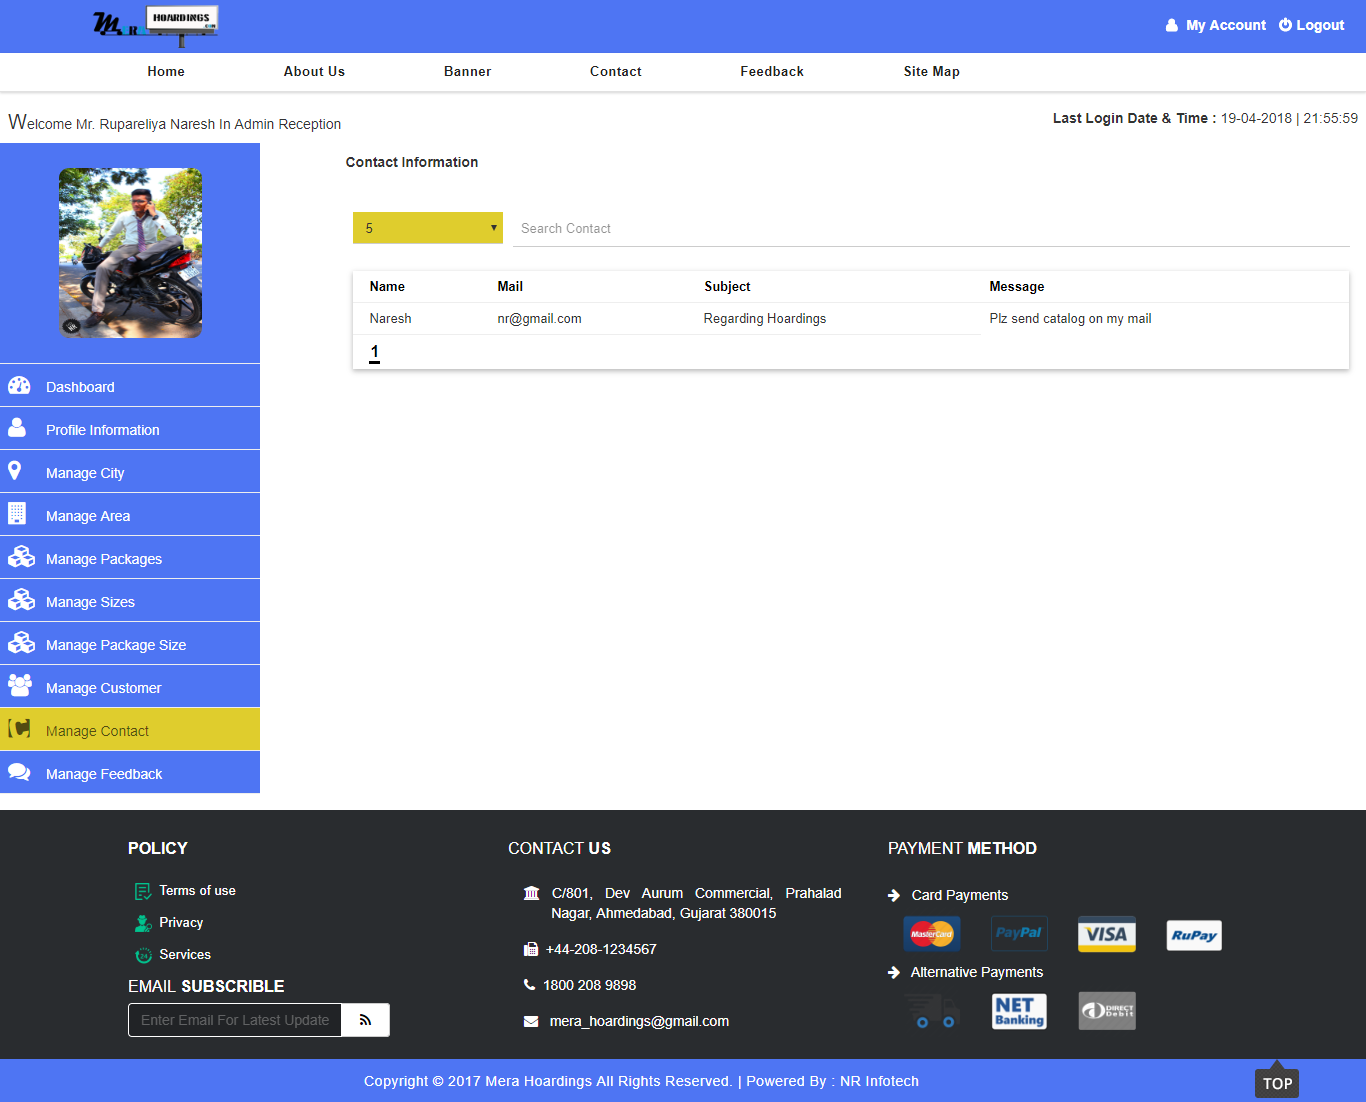 HOARDINGS
My Account
Logout
Home
About Us
Banner
Contact
Feedback
Site Map
Welcome Mr. Rupareliya Naresh In Admin Reception
Last Login Date & Time : 19-04-2018 | 21:55:59
Dashboard
Profile Information
Manage City
Manage Area
Manage Packages
Manage Sizes
Manage Package Size
Manage Customer
Manage Contact
Manage Feedback
Contact Information
5
Search Contact
Name Mail Subject Message
Naresh nr@gmail.com Regarding Hoardings Plz send catalog on my mail
1
POLICY
Terms of use
Privacy
Services
EMAIL SUBSCRIBLE
Enter Email For Latest Update
CONTACT US
C/801, Dev Aurum Commercial, Prahalad
Nagar, Ahmedabad, Gujarat 380015
+44-208-1234567
1800 208 9898
mera_hoardings@gmail.com
PAYMENT METHOD
Card Payments
MasterCard
PayPal
VISA
RuPay
Alternative Payments
NET
Banking
DIRECT
Debit
Copyright © 2017 Mera Hoardings All Rights Reserved. | Powered By : NR Infotech
TOP